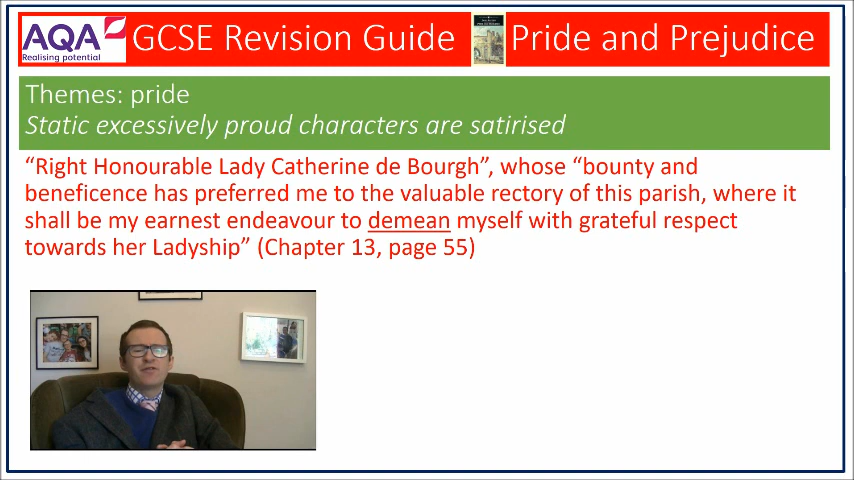 AQA
Realising potential
GCSE Revision Guide
Pride and Prejudice
Themes: pride
Static excessively proud characters are satirised
“Right Honourable Lady Catherine de Bourgh”, whose “bounty and
beneficence has preferred me to the valuable rectory of this parish, where it
shall be my earnest endeavour to demean myself with grateful respect
towards her Ladyship” (Chapter 13, page 55)